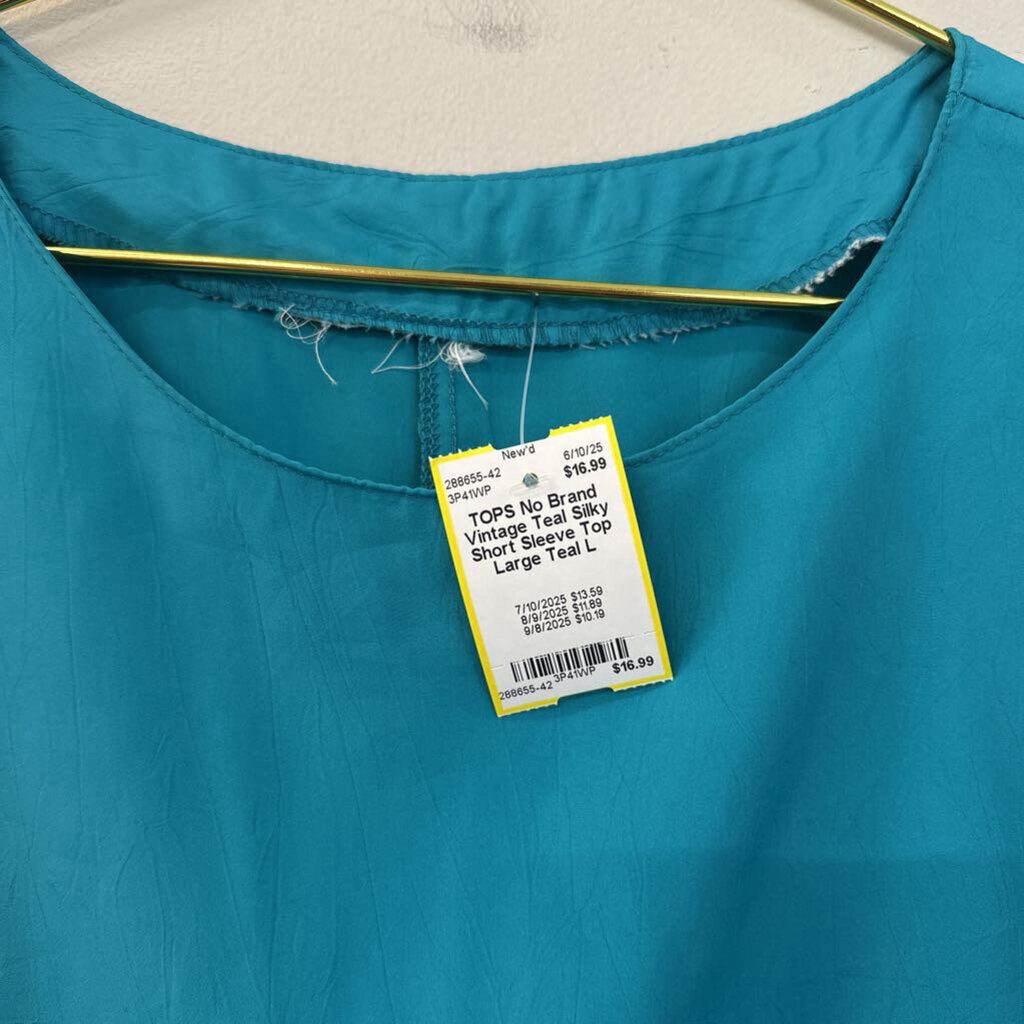 New'd
288655-42 6/10/25
3P41WP $16.99
TOPS No Brand
Vintage Teal Silky
Short Sleeve Top
Large Teal L
7/10/2025 $13.59
8/9/2025 $11.89
9/8/2025 $10.19
288655-42 3P41WP $16.99